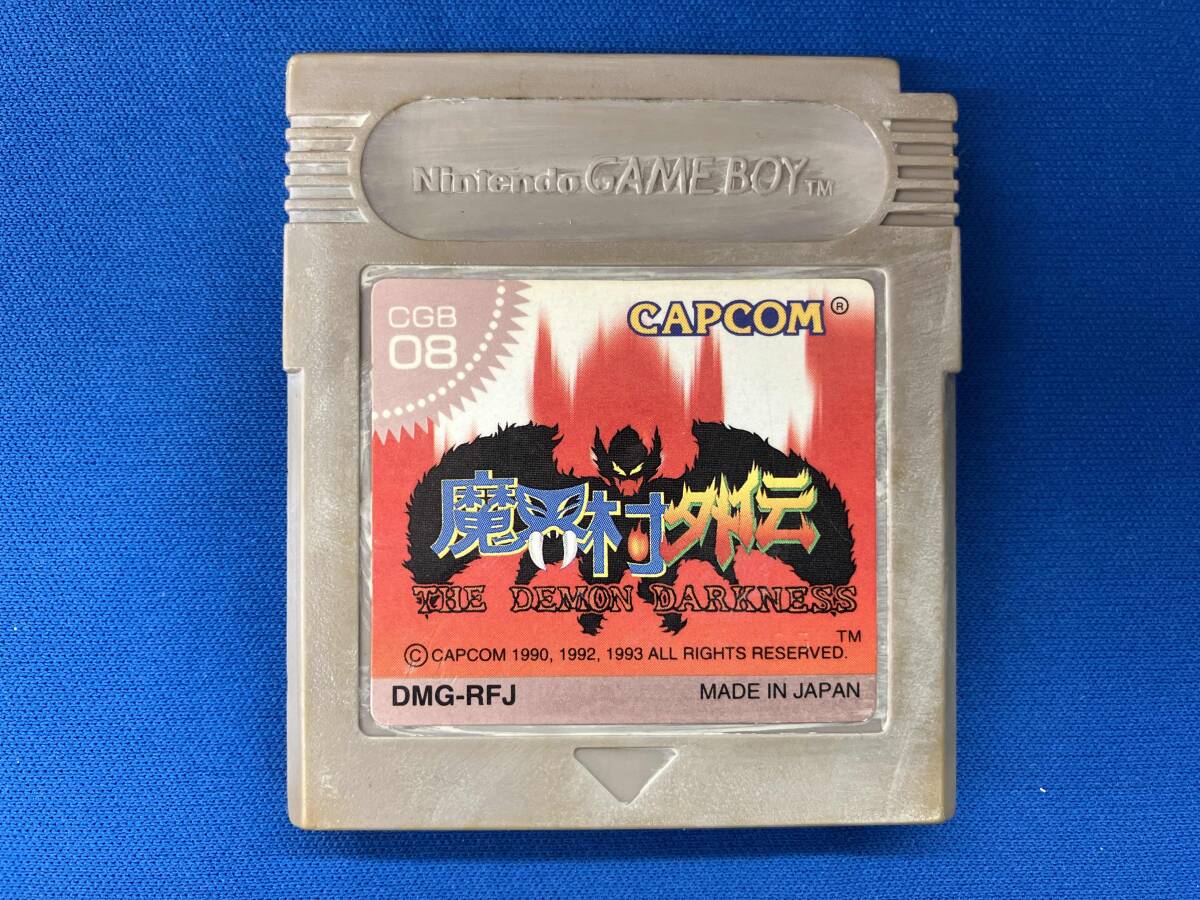 Nintendo GAME BOY TM
CGB
08
CAPCOM ®
魔界村外伝
THE DEMON DARKNESS
TM
© CAPCOM 1990, 1992, 1993 ALL RIGHTS RESERVED.
DMG-RFJ
MADE IN JAPAN